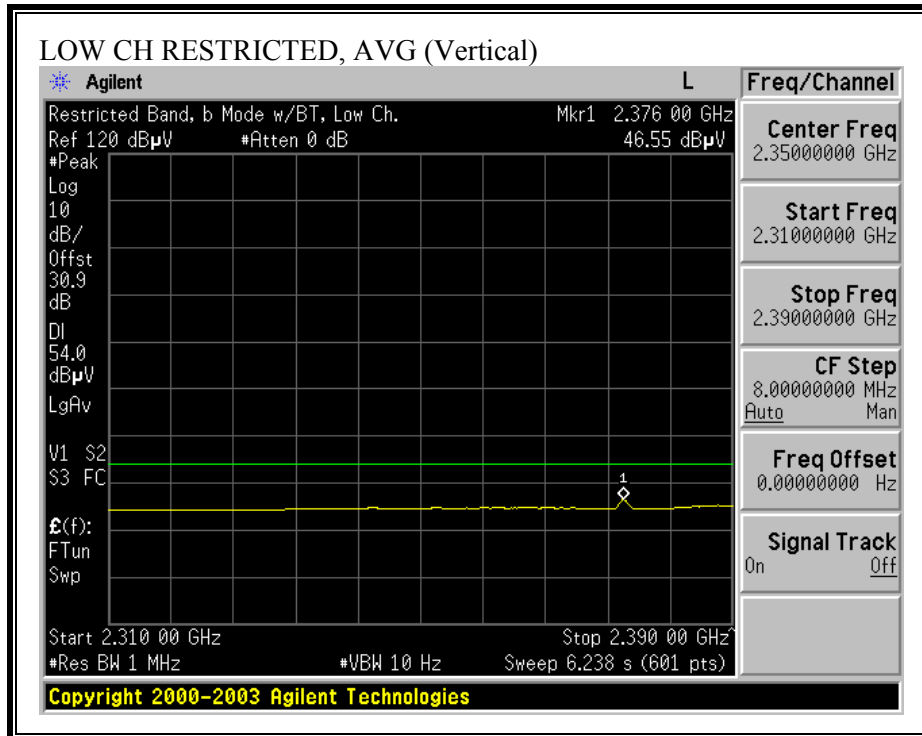 LOW CH RESTRICTED, AVG (Vertical)
Agilent L
Restricted Band, b Mode w/BT, Low Ch. Mkr1 2.376 00 GHz
Ref 120 dBµV #Atten 0 dB 46.55 dBµV
#Peak
Log
10
dB/
Offst
30.9
dB
DI
54.0
dBµV
LgAv
V1 S2
S3 FC
£(f):
FTun
Swp
1
Start 2.310 00 GHz Stop 2.390 00 GHz^
#Res BW 1 MHz #VBW 10 Hz Sweep 6.238 s (601 pts)
Copyright 2000-2003 Agilent Technologies
Freq/Channel
Center Freq
2.35000000 GHz
Start Freq
2.31000000 GHz
Stop Freq
2.39000000 GHz
CF Step
8.00000000 MHz
Auto Man
Freq Offset
0.00000000 Hz
Signal Track
On Off